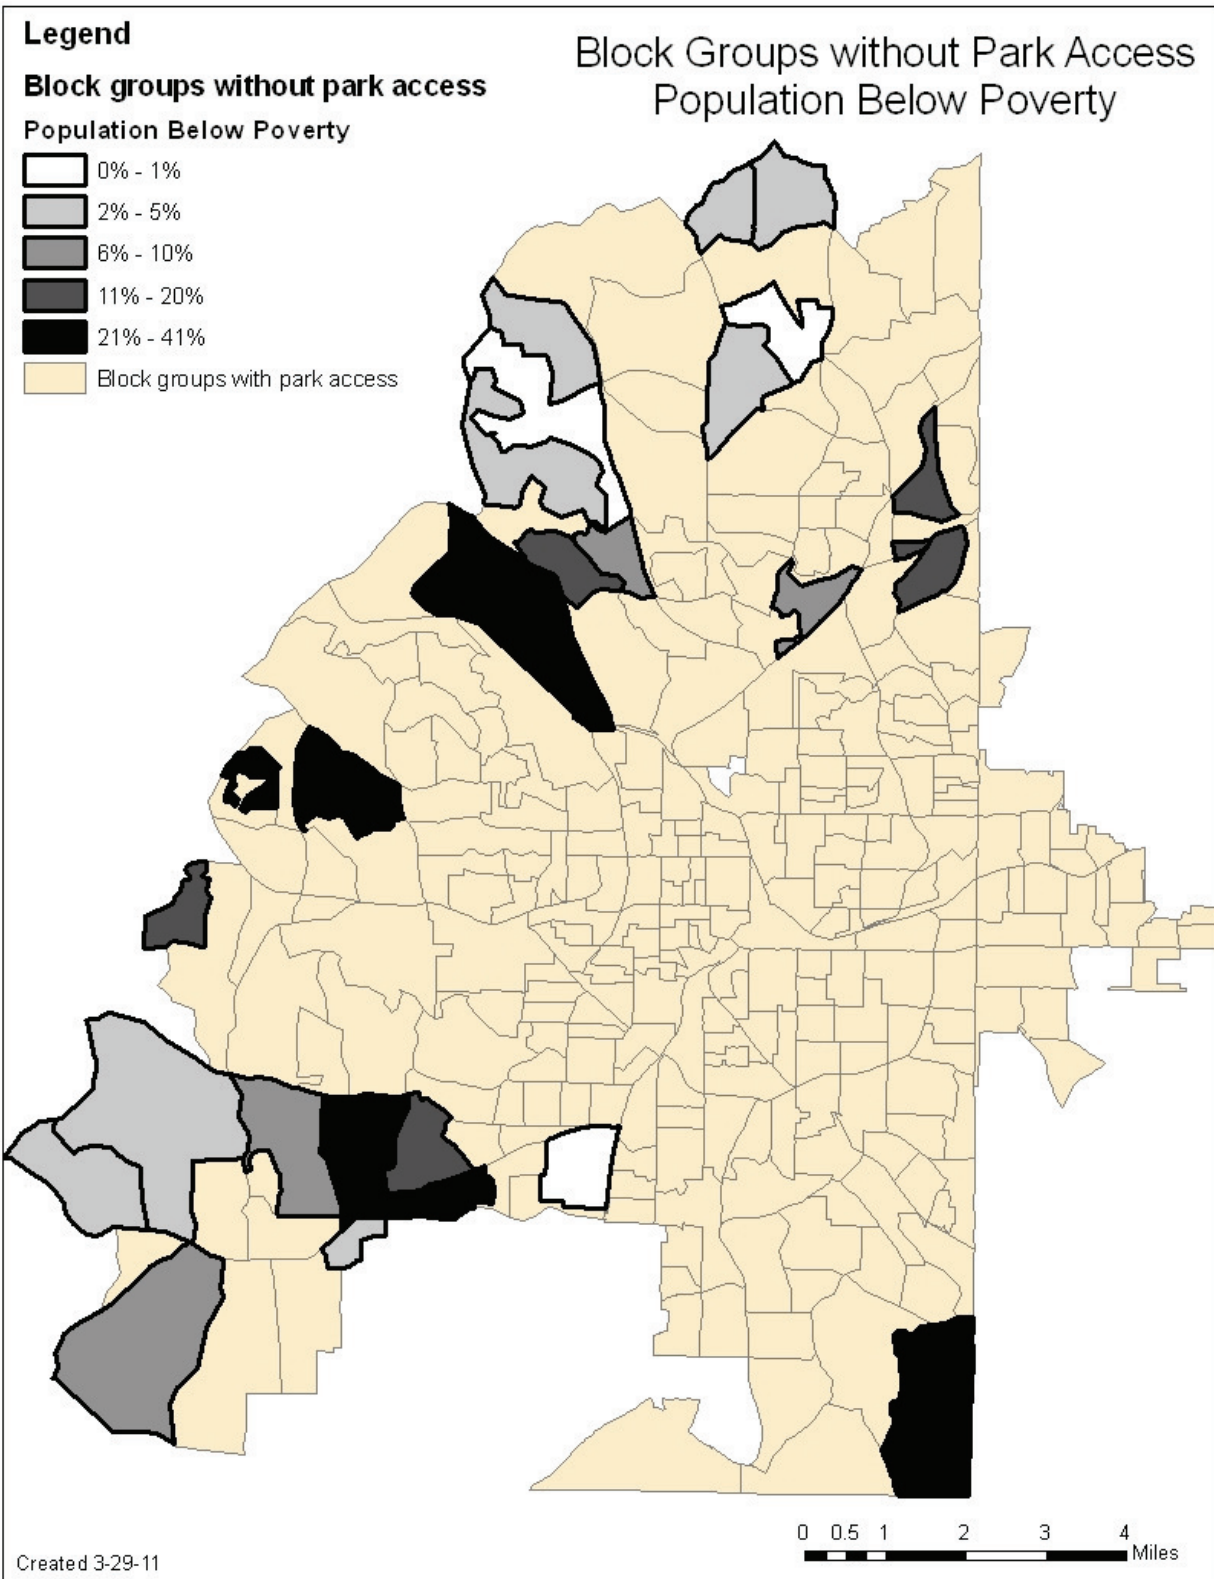 Legend
Block groups without park access
Population Below Poverty
0% - 1%
2% - 5%
6% - 10%
11% - 20%
21% - 41%
Block groups with park access
Block Groups without Park Access
Population Below Poverty
0 0.5 1 2 3 4
Miles
Created 3-29-11